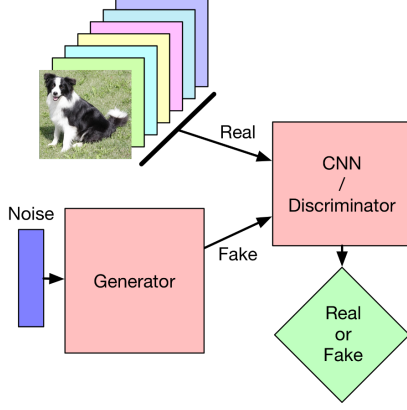 Real
CNN
/
Discriminator
Noise
Generator
Fake
Real
or
Fake